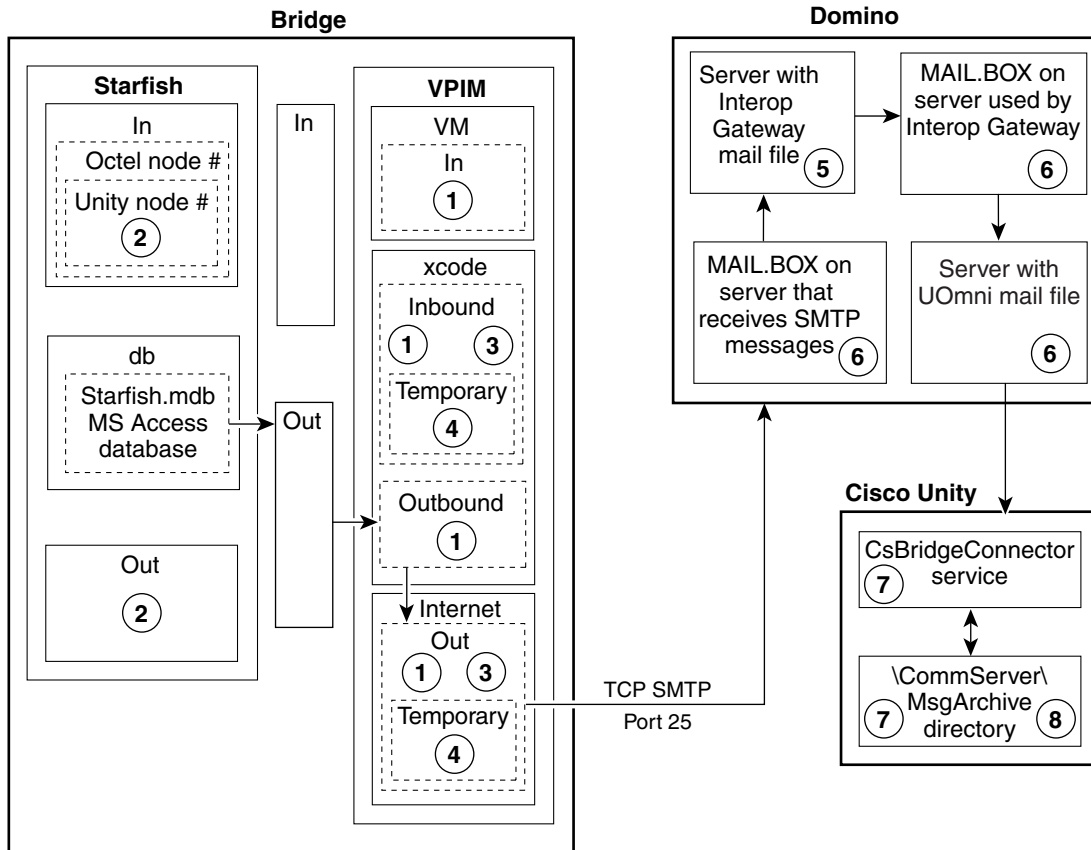 Bridge
Starfish
In
Octel node #
Unity node #
2
db
Starfish.mdb
MS Access
database
Out
2
In
Out
VPIM
VM
In
1
xcode
Inbound
1 3
Temporary
4
Outbound
1
Internet
Out
1 3
Temporary
4
TCP SMTP
Port 25
Domino
Server with
Interop
Gateway
mail file
5
MAIL.BOX on
server used by
Interop Gateway
6
MAIL.BOX on
server that
receives SMTP
messages
6
Server with
UOmni mail file
6
Cisco Unity
CsBridgeConnector
service
7
\CommServer\
MsgArchive
directory
7 8